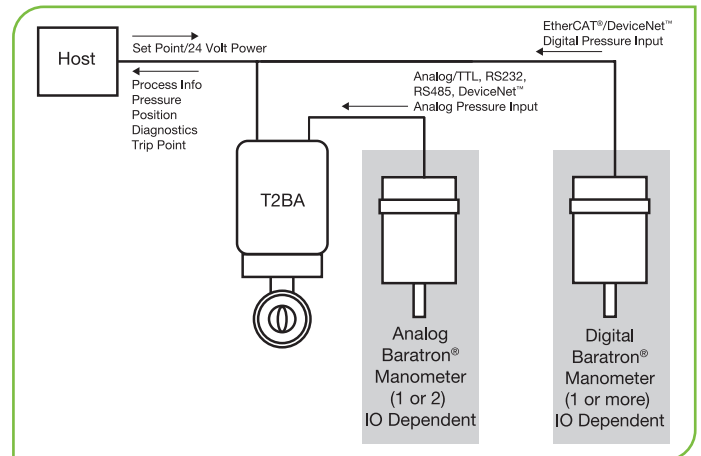 Host
Set Point/24 Volt Power
Process Info
Pressure
Position
Diagnostics
Trip Point
EtherCAT®/DeviceNet™
Digital Pressure Input
Analog/TTL, RS232,
RS485, DeviceNet™
Analog Pressure Input
T2BA
Analog
Baratron®
Manometer
(1 or 2)
IO Dependent
Digital
Baratron®
Manometer
(1 or more)
IO Dependent